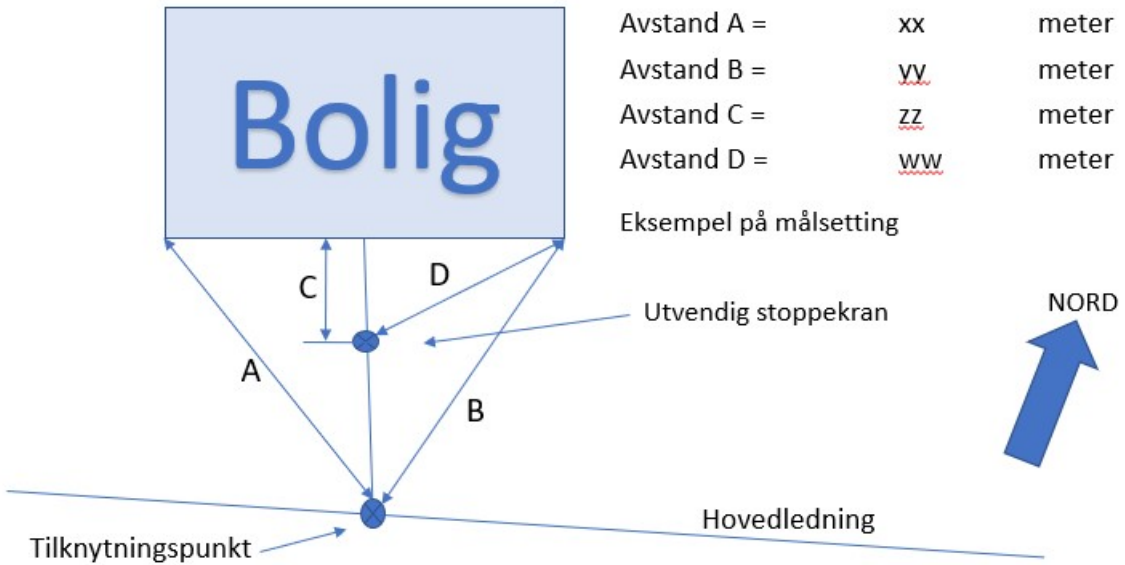 Bolig
Avstand A = xx meter
Avstand B = yy meter
Avstand C = zz meter
Avstand D = ww meter
Eksempel på målsetting
C
D
Utvendig stoppekran
NORD
A
B
Hovedledning
Tilknytningspunkt